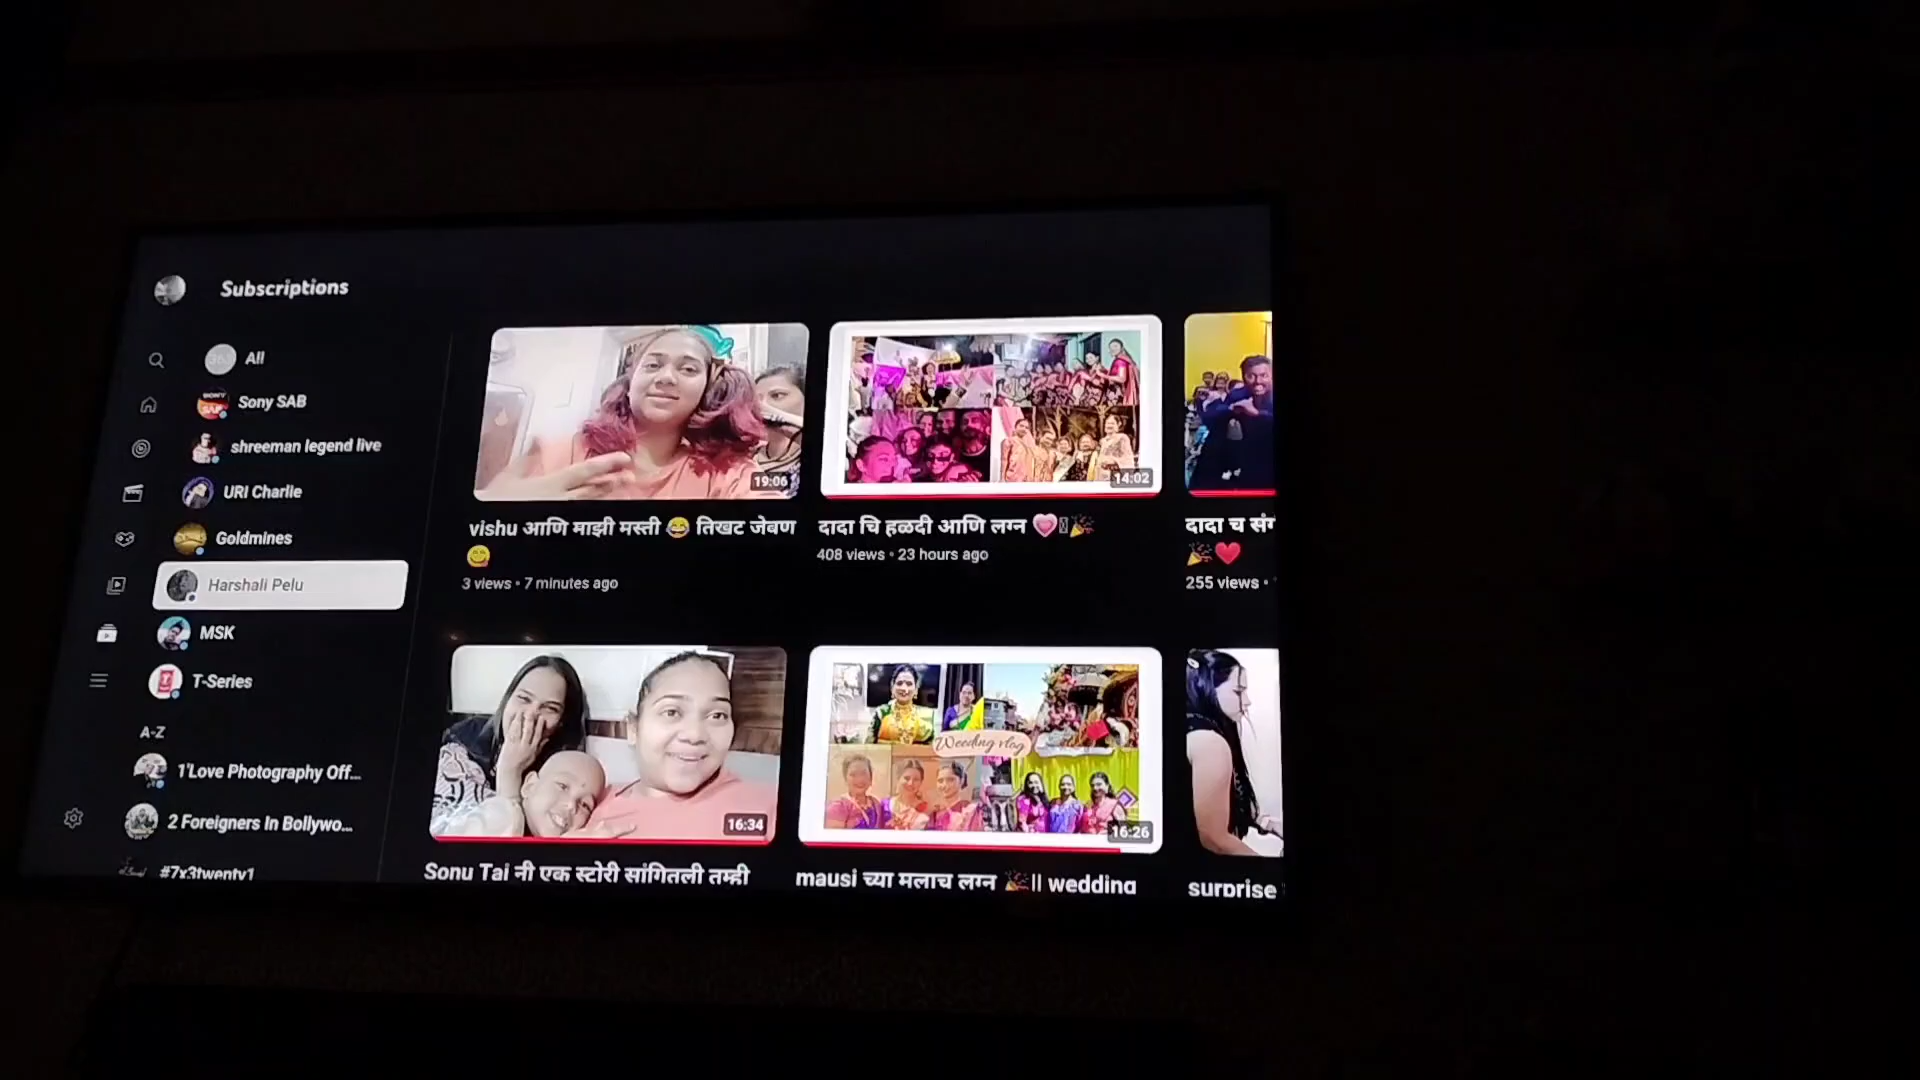 Subscriptions
All
Sony SAB
shreeman legend live
URI Charlie
Goldmines
Harshali Pelu
MSK
T-Series
A-Z
1'Love Photography Off...
2 Foreigners In Bollywo...
#7x3twenty1
19:06
vishu आणि माझी मस्ती 😂 तिखट जेवण
😋
3 views • 7 minutes ago
14:02
दादा चि हळदी आणि लग्न 💗🎉
408 views • 23 hours ago
दादा च
🎉❤️
255 views •
16:34
Sonu Tai नी एक स्टोरी सांगितली तुम्ही
Weeding vlog
16:26
mausi च्या मुलाच लग्न 🎉|| wedding
surprise